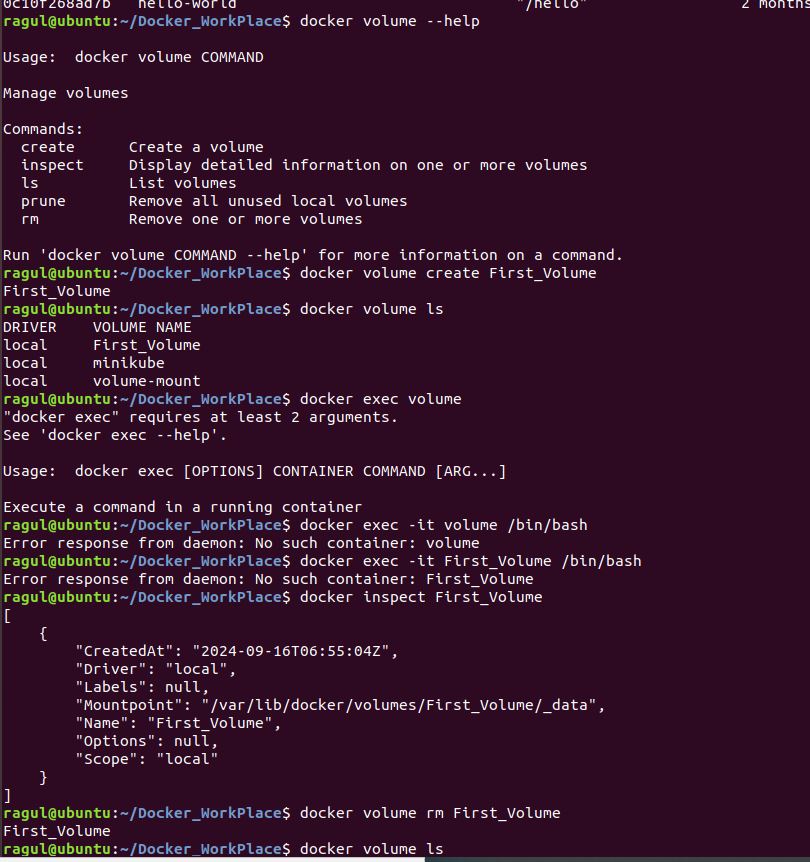 0c10f268ad7b   hello-world                               "/hello"                 2 months
ragul@ubuntu:~/Docker_WorkPlace$ docker volume --help

Usage:  docker volume COMMAND

Manage volumes

Commands:
  create      Create a volume
  inspect     Display detailed information on one or more volumes
  ls          List volumes
  prune       Remove all unused local volumes
  rm          Remove one or more volumes

Run 'docker volume COMMAND --help' for more information on a command.
ragul@ubuntu:~/Docker_WorkPlace$ docker volume create First_Volume
First_Volume
ragul@ubuntu:~/Docker_WorkPlace$ docker volume ls
DRIVER    VOLUME NAME
local     First_Volume
local     minikube
local     volume-mount
ragul@ubuntu:~/Docker_WorkPlace$ docker exec volume
"docker exec" requires at least 2 arguments.
See 'docker exec --help'.

Usage:  docker exec [OPTIONS] CONTAINER COMMAND [ARG...]

Execute a command in a running container
ragul@ubuntu:~/Docker_WorkPlace$ docker exec -it volume /bin/bash
Error response from daemon: No such container: volume
ragul@ubuntu:~/Docker_WorkPlace$ docker exec -it First_Volume /bin/bash
Error response from daemon: No such container: First_Volume
ragul@ubuntu:~/Docker_WorkPlace$ docker inspect First_Volume
[
    {
        "CreatedAt": "2024-09-16T06:55:04Z",
        "Driver": "local",
        "Labels": null,
        "Mountpoint": "/var/lib/docker/volumes/First_Volume/_data",
        "Name": "First_Volume",
        "Options": null,
        "Scope": "local"
    }
]
ragul@ubuntu:~/Docker_WorkPlace$ docker volume rm First_Volume
First_Volume
ragul@ubuntu:~/Docker_WorkPlace$ docker volume ls